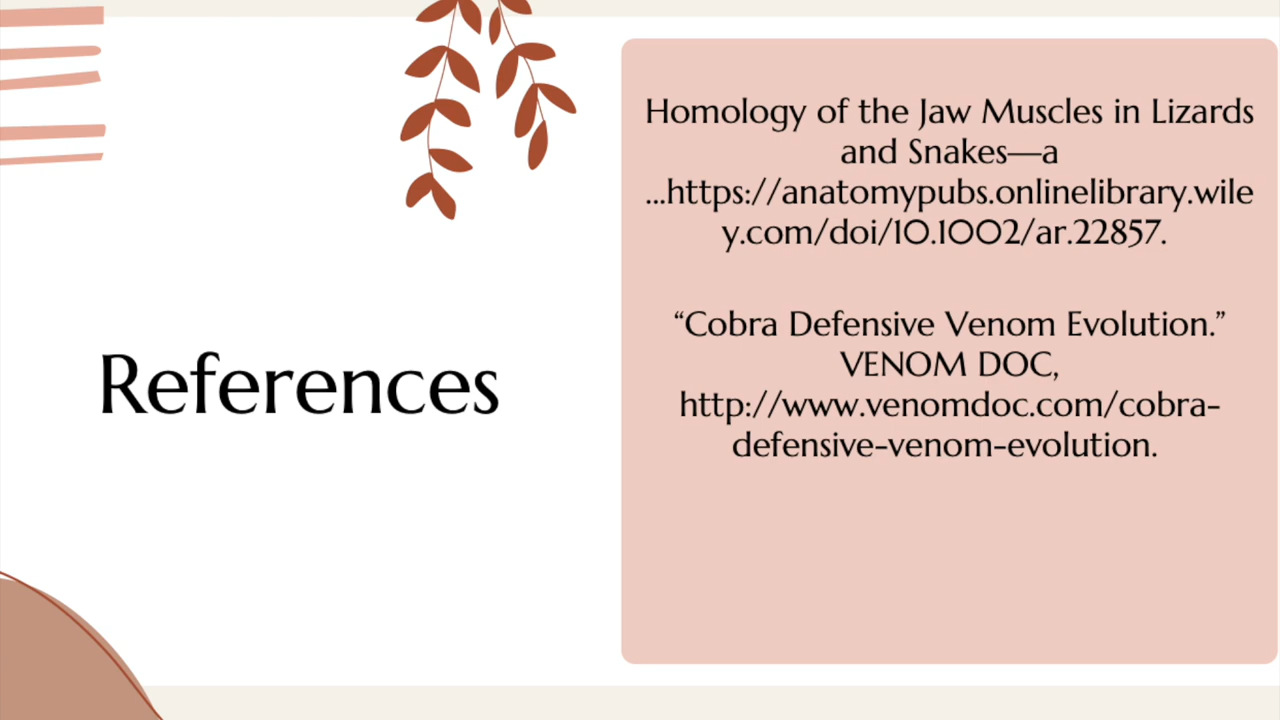 References
Homology of the Jaw Muscles in Lizards
and Snakes—a
...https://anatomypubs.onlinelibrary.wile
y.com/doi/10.1002/ar.22857.
“Cobra Defensive Venom Evolution.”
VENOM DOC,
http://www.venomdoc.com/cobra-
defensive-venom-evolution.